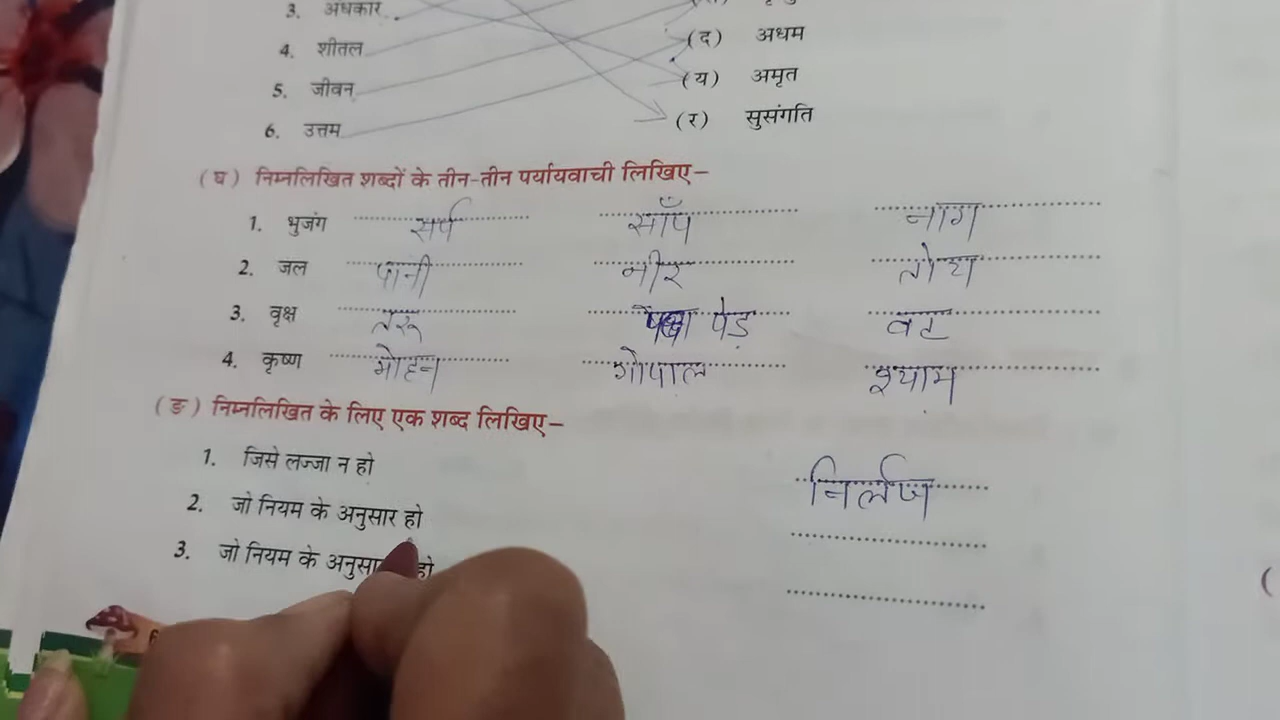 3. अंधकार
4. शीतल (द) अधम
5. जीवन (य) अमृत
6. उत्तम (र) सुसंगति
(घ) निम्नलिखित शब्दों के तीन-तीन पर्यायवाची लिखिए–
1. भुजंग सर्प साँप नाग
2. जल पानी नीर तोय
3. वृक्ष तरू पेड़ वट
4. कृष्ण मोहन गोपाल श्याम
(ङ) निम्नलिखित के लिए एक शब्द लिखिए–
1. जिसे लज्जा न हो निर्लज
2. जो नियम के अनुसार हो
3. जो नियम के हो